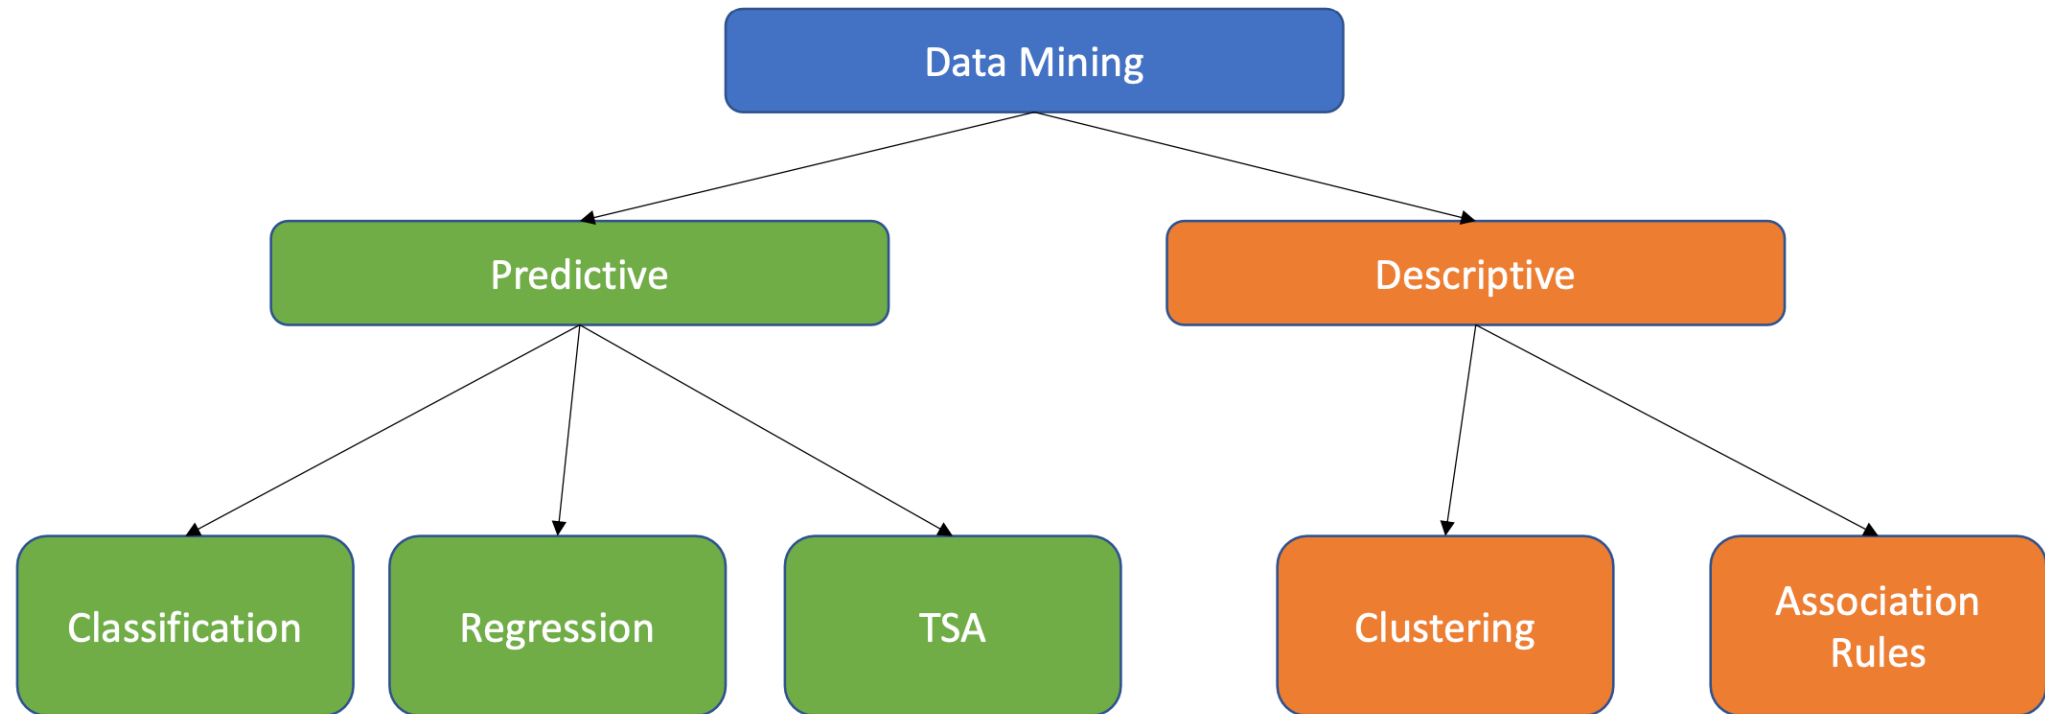 Data Mining
Predictive
Descriptive
Classification
Regression
TSA
Clustering
Association
Rules